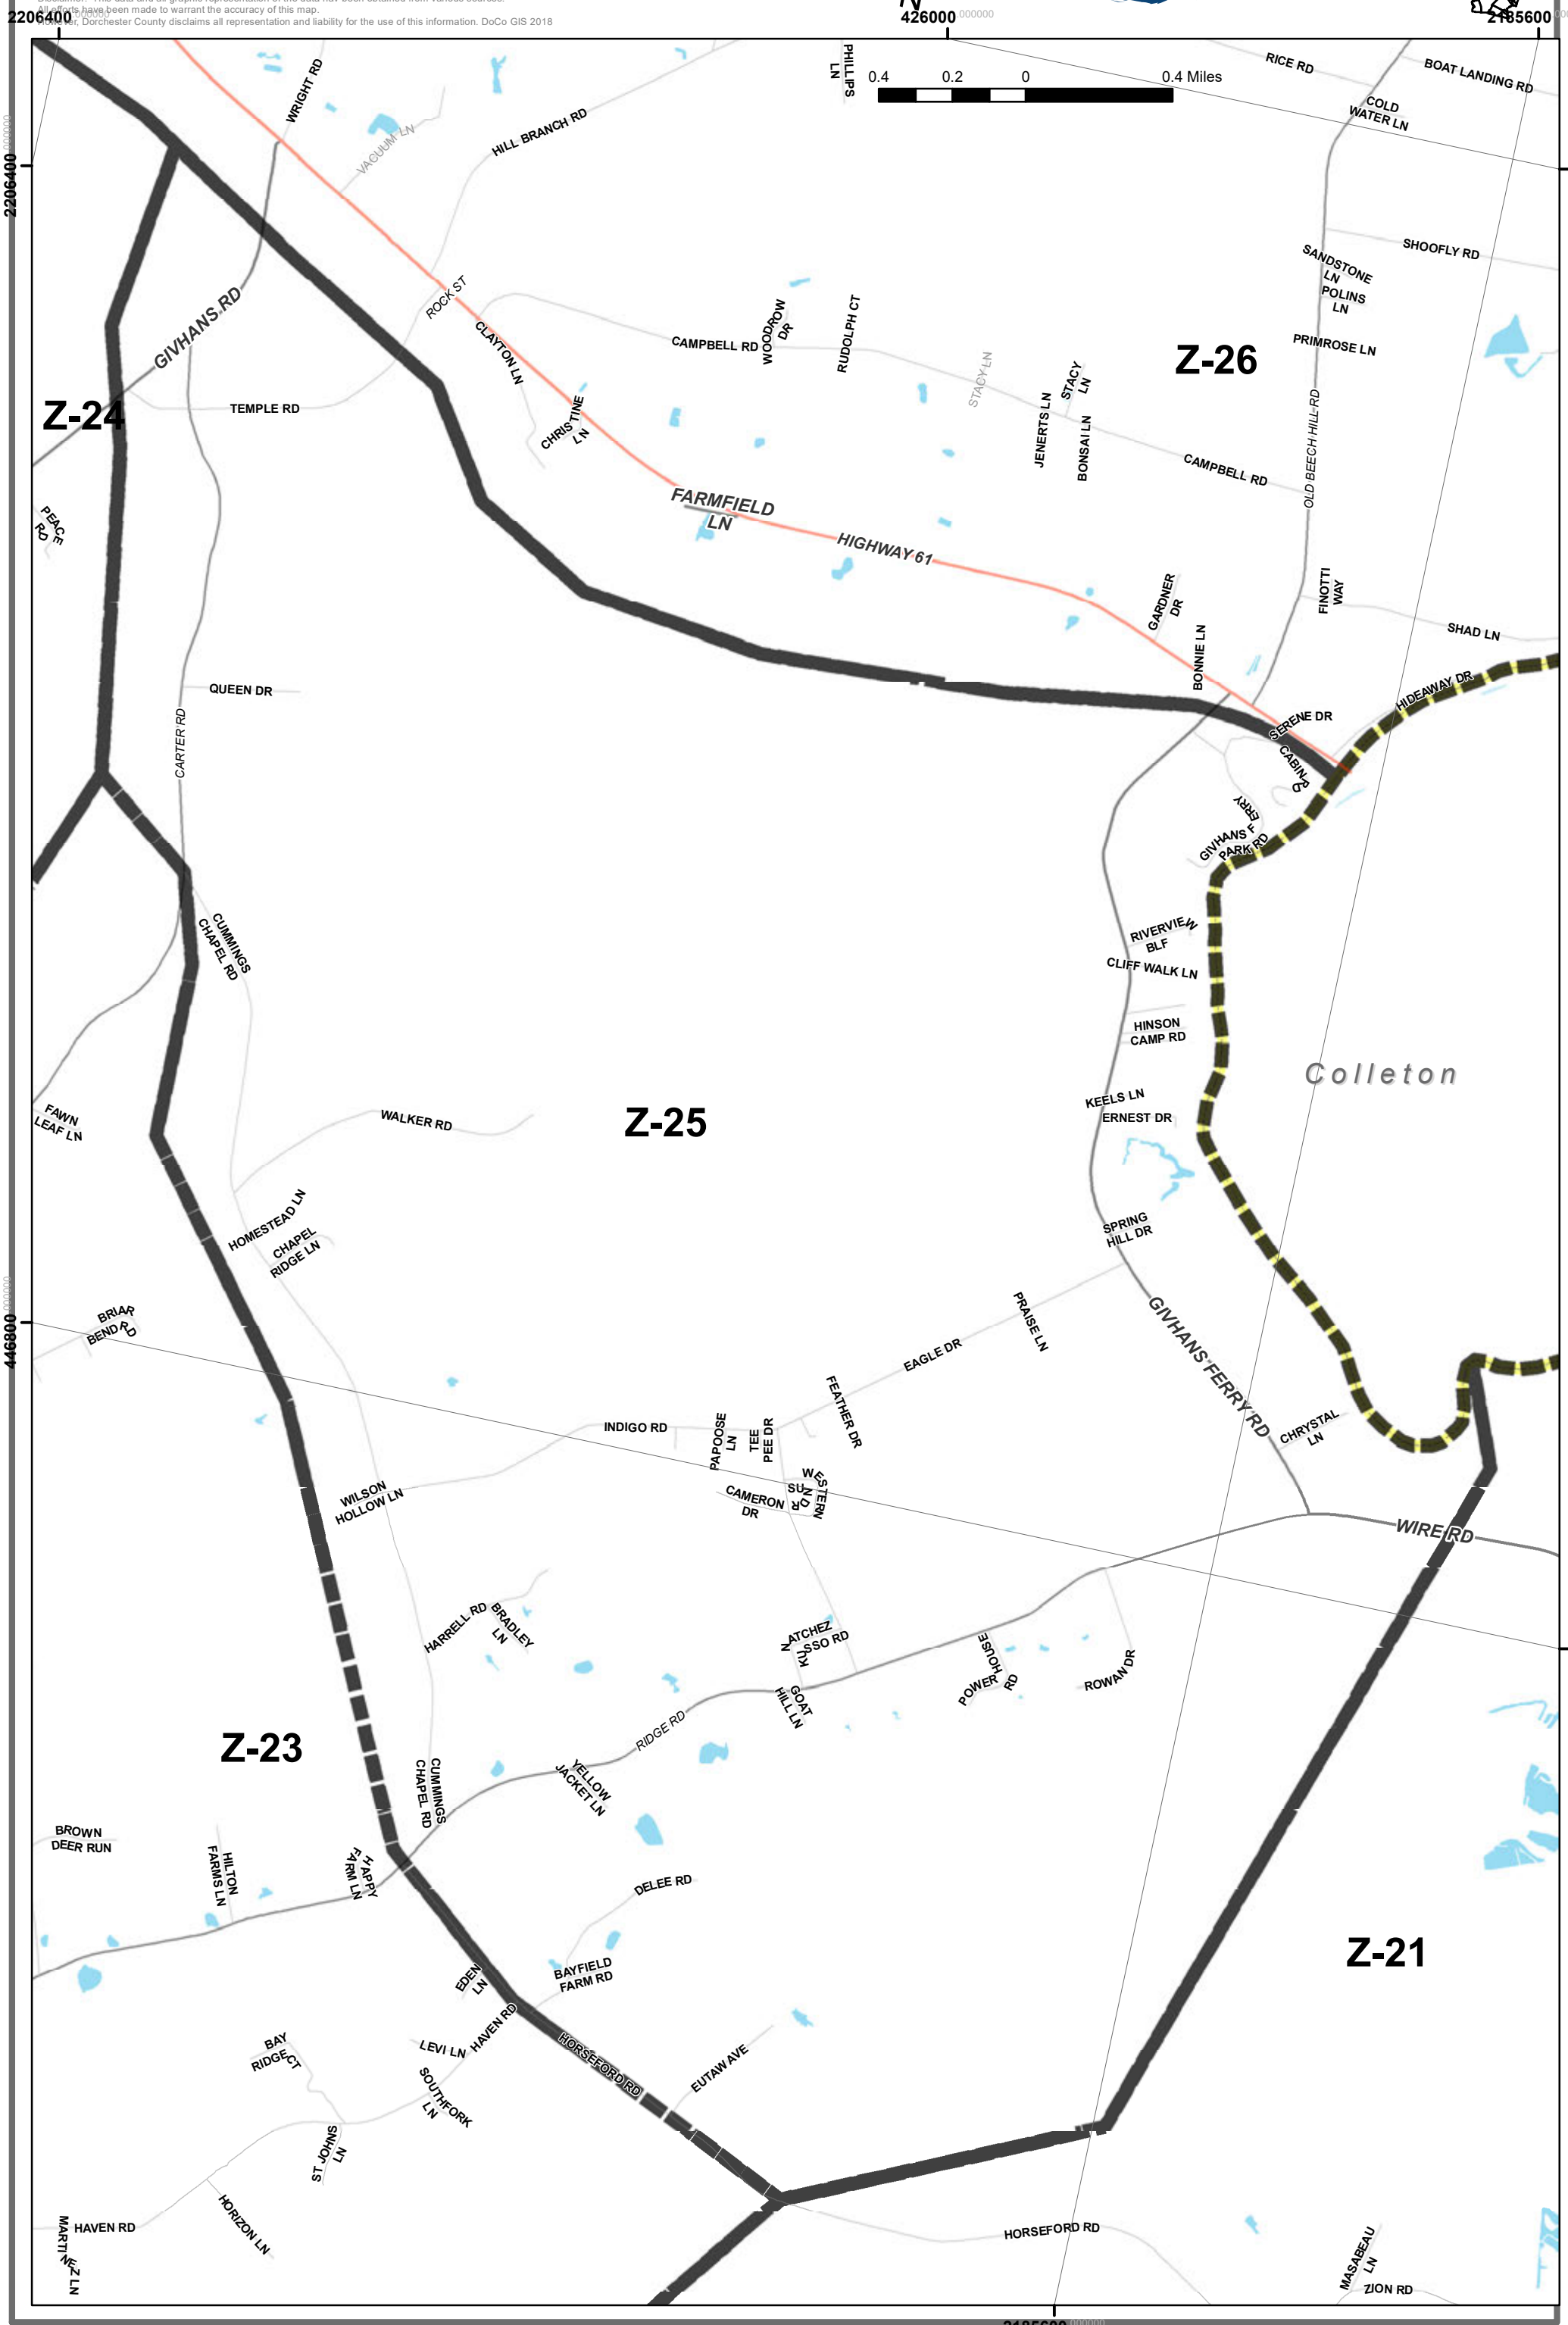 All efforts have been made to warrant the accuracy of this map.
However, Dorchester County disclaims all representation and liability for the use of this information. DoCo GIS 2018
2206400
.000000
426000
.000000
2185600
2206400
.000000
446800
.000000
2185600
.000000
0.4
0.2
0
0.4 Miles
WRIGHT RD
VACUUM LN
HILL BRANCH RD
PHILLIPS
LN
RICE RD
BOAT LANDING RD
COLD
WATER LN
SHOOFLY RD
SANDSTONE
LN
POLINS
LN
PRIMROSE LN
GIVHANS RD
ROCK ST
CLAYTON LN
CAMPBELL RD
WOODROW
DR
RUDOLPH CT
STACY LN
STACY
LN
JENERTS LN
BONSAI LN
Z-26
OLD BEECH HILL RD
Z-24
TEMPLE RD
CHRISTINE
LN
CAMPBELL RD
PEACE
RD
FARMFIELD
LN
HIGHWAY 61
GARDNER
DR
BONNIE LN
FINOTTI
WAY
SHAD LN
HIDEAWAY DR
SERENE DR
CABIN
RD
QUEEN DR
CARTER RD
GIVHANS
FERRY
PARK RD
CUMMINGS
CHAPEL RD
RIVERVIEW
BLF
CLIFF WALK LN
HINSON
CAMP RD
Colleton
KEELS LN
ERNEST DR
FAWN
LEAF LN
WALKER RD
Z-25
HOMESTEAD LN
CHAPEL
RIDGE LN
SPRING
HILL DR
BRIAR
BEND RD
PRAISE LN
EAGLE DR
GIVHANS FERRY RD
FEATHER DR
INDIGO RD
PAPOOSE
LN
TEE
PEE DR
CHRYSTAL
LN
WESTERN
SUN
DR
CAMERON
DR
WILSON
HOLLOW LN
WIRE RD
HARRELL RD
BRADLEY
LN
NATCHEZ
KUSSO RD
POWER
HOUSE
RD
ROWAN DR
GOAT
HILL LN
RIDGE RD
Z-23
CUMMINGS
CHAPEL RD
YELLOW
JACKET LN
BROWN
DEER RUN
HILTON
FARMS LN
HAPPY
FARM LN
DELEE RD
Z-21
EDEN
LN
BAYFIELD
FARM RD
BAY
RIDGE CT
LEVI LN
HAVEN RD
HORSEFORD RD
EUTAW AVE
SOUTHFORK
LN
ST JOHNS
LN
HORIZON LN
HAVEN RD
MARTINEZ LN
HORSEFORD RD
MASABEAU
LN
ZION RD